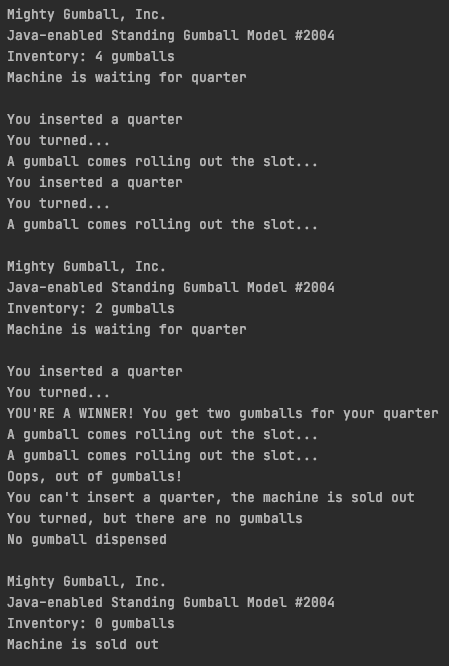 Mighty Gumball, Inc.
Java-enabled Standing Gumball Model #2004
Inventory: 4 gumballs
Machine is waiting for quarter
You inserted a quarter
You turned...
A gumball comes rolling out the slot...
You inserted a quarter
You turned...
A gumball comes rolling out the slot...
Mighty Gumball, Inc.
Java-enabled Standing Gumball Model #2004
Inventory: 2 gumballs
Machine is waiting for quarter
You inserted a quarter
You turned...
YOU'RE A WINNER! You get two gumballs for your quarter
A gumball comes rolling out the slot...
A gumball comes rolling out the slot...
Oops, out of gumballs!
You can't insert a quarter, the machine is sold out
You turned, but there are no gumballs
No gumball dispensed
Mighty Gumball, Inc.
Java-enabled Standing Gumball Model #2004
Inventory: 0 gumballs
Machine is sold out